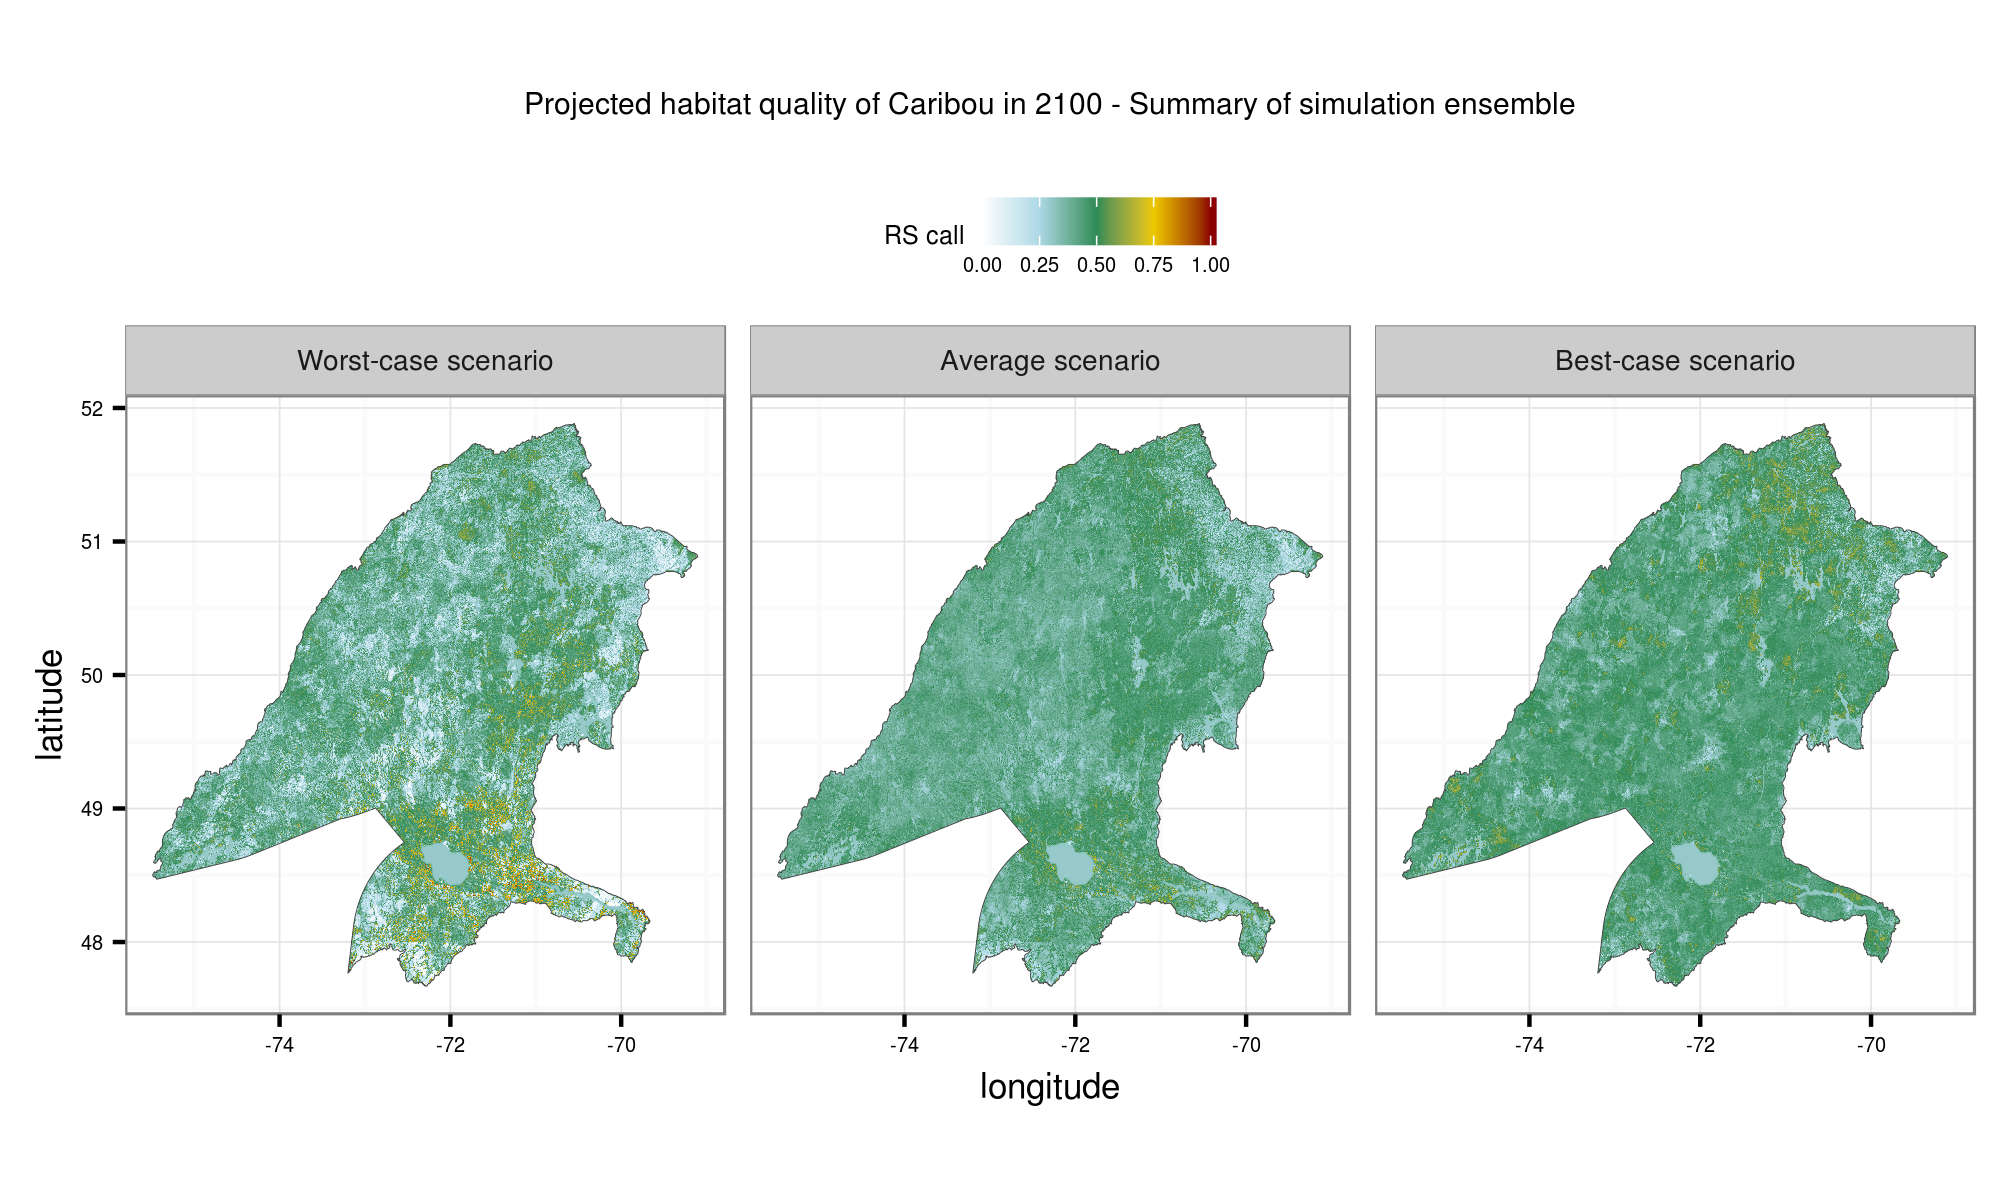 Projected habitat quality of Caribou in 2100 - Summary of simulation ensemble
RS call
0.00 0.25 0.50 0.75 1.00
Worst-case scenario
Average scenario
Best-case scenario
52
51
50
49
48
latitude
-74 -72 -70
-74 -72 -70
-74 -72 -70
longitude